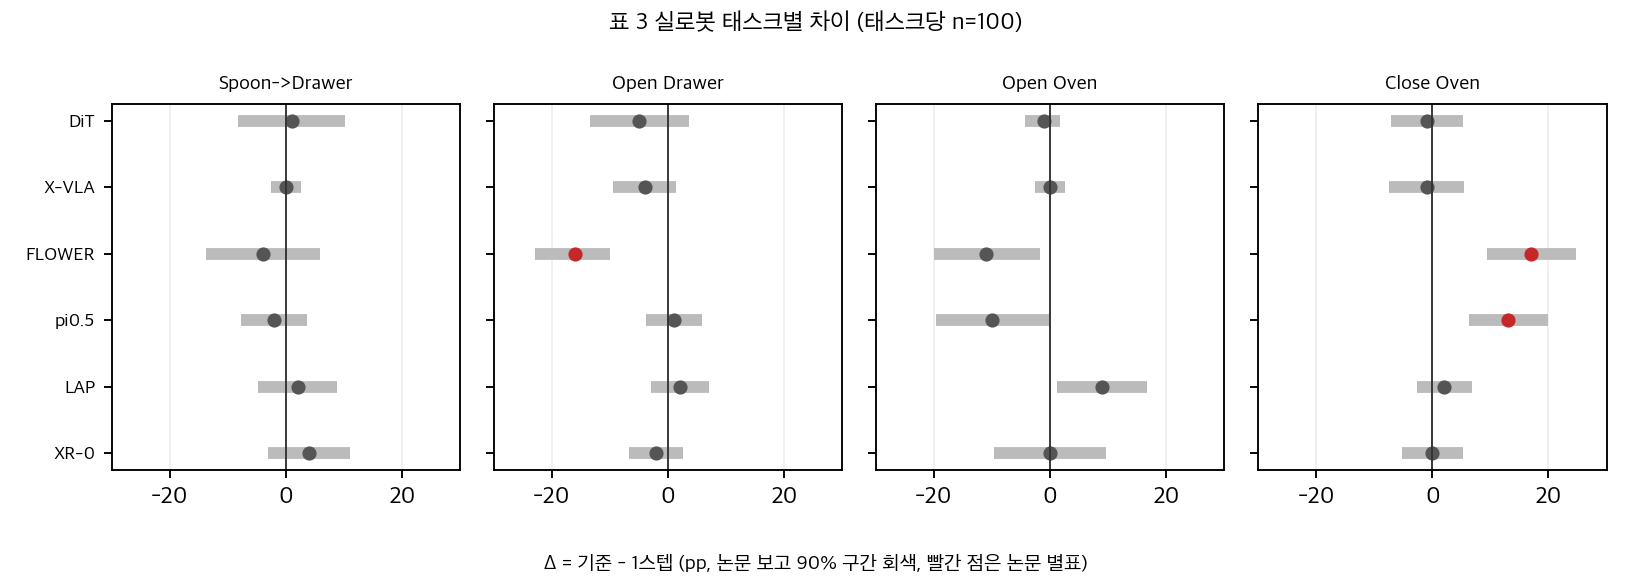 표 3 실로봇 태스크별 차이 (태스크당 n=100)
Spoon->Drawer
Open Drawer
Open Oven
Close Oven
DiT
X-VLA
FLOWER
pi0.5
LAP
XR-0
-20 0 20
-20 0 20
-20 0 20
-20 0 20
Δ = 기준 - 1스텝 (pp, 논문 보고 90% 구간 회색, 빨간 점은 논문 별표)